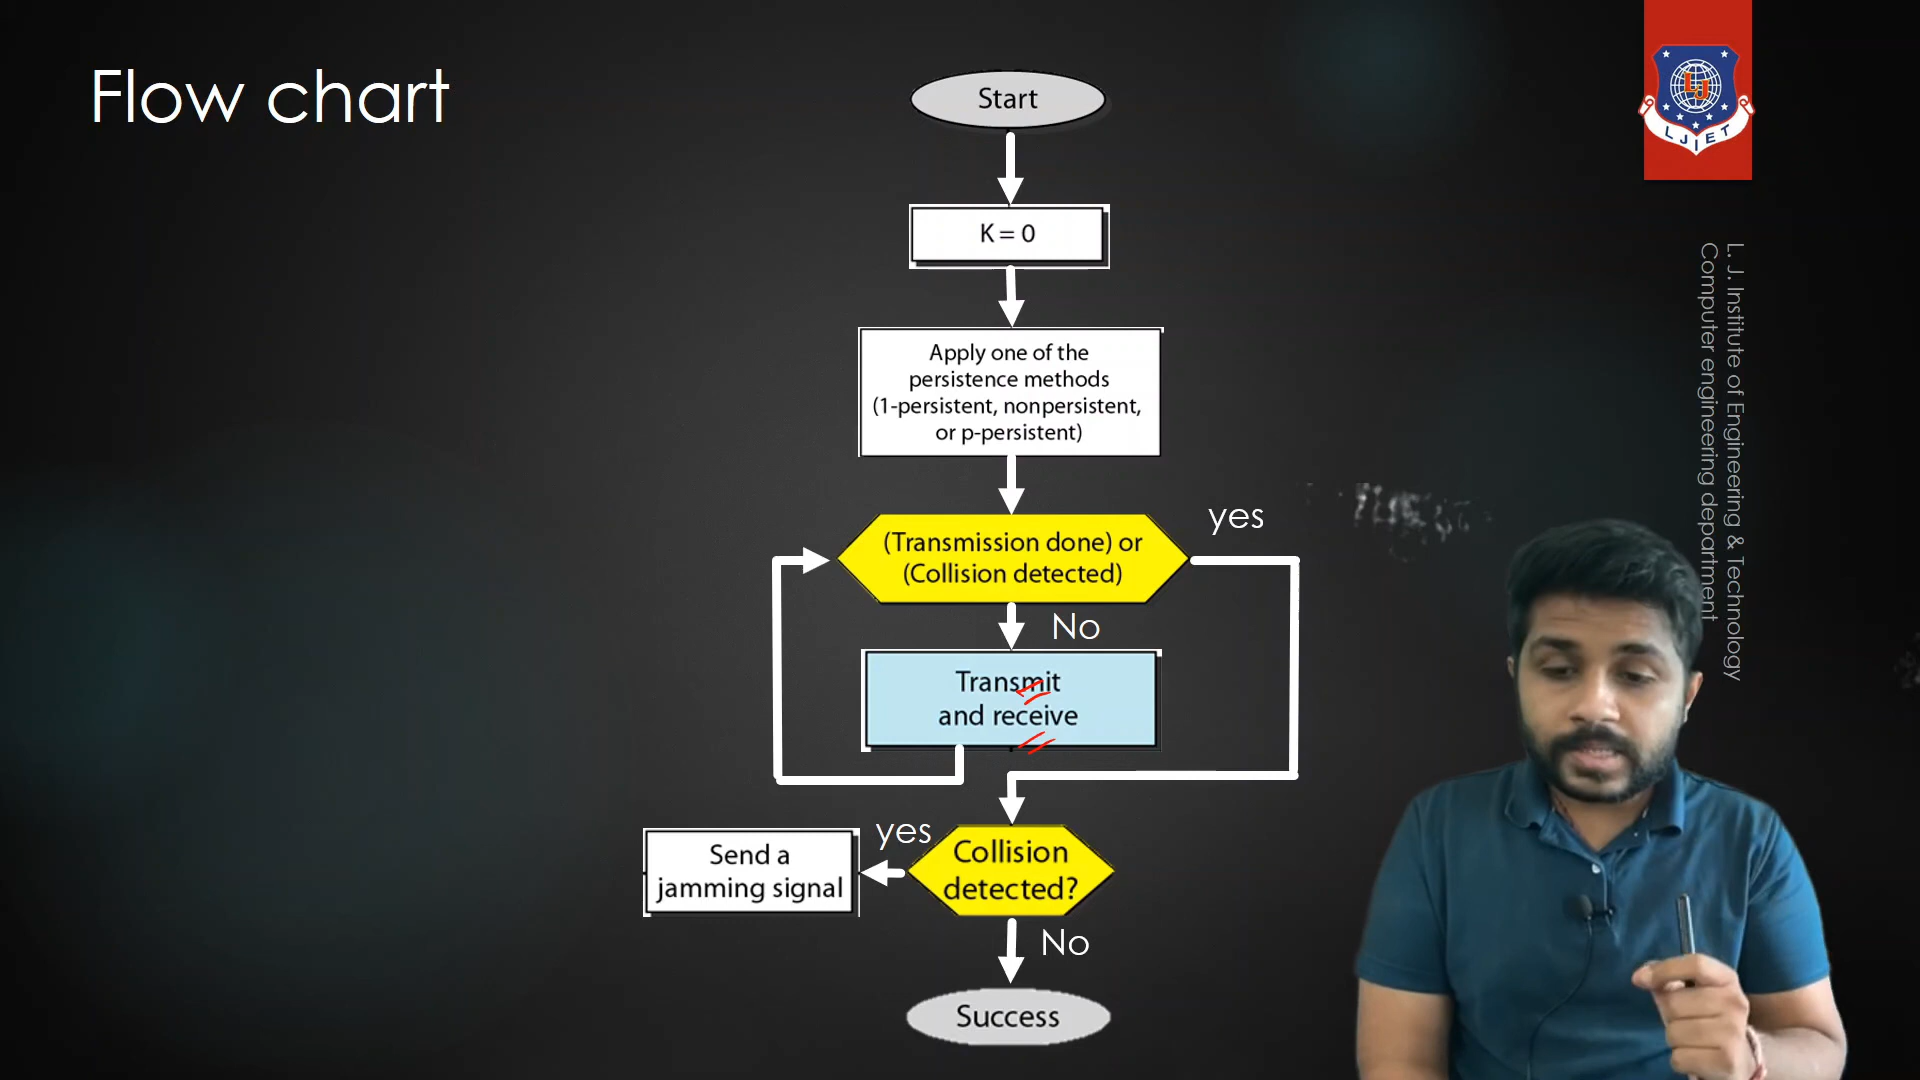 Flow chart
Start
K = 0
Apply one of the
persistence methods
(1-persistent, nonpersistent,
or p-persistent)
(Transmission done) or
(Collision detected)
yes
No
Transmit
and receive
yes
Collision
detected?
Send a
jamming signal
No
Success
LJ
LJIET
L. J. Institute of Engineering & Technology
Computer engineering department